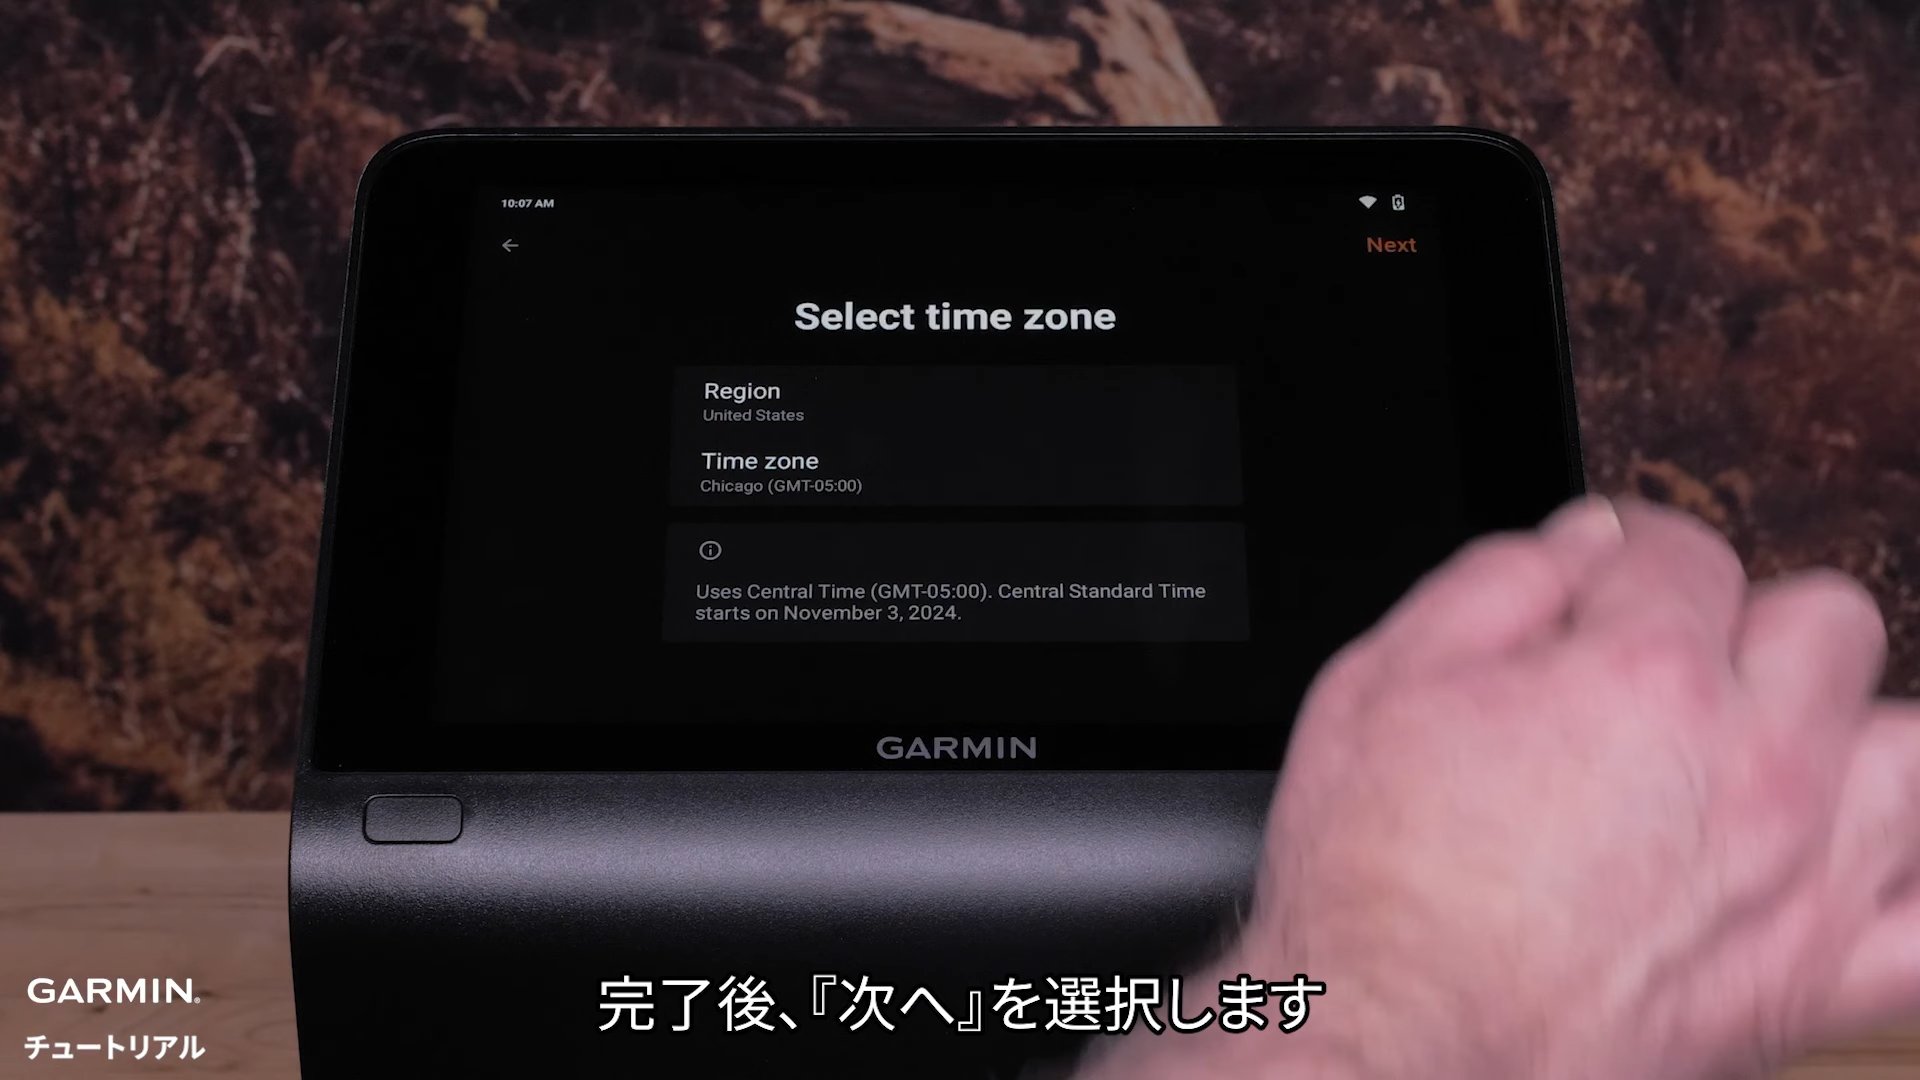 10:07 AM
Next
Select time zone
Region
United States
Time zone
Chicago (GMT-05:00)
Uses Central Time (GMT-05:00). Central Standard Time
starts on November 3, 2024.
GARMIN
完了後、『次へ』を選択します
GARMIN®
チュートリアル